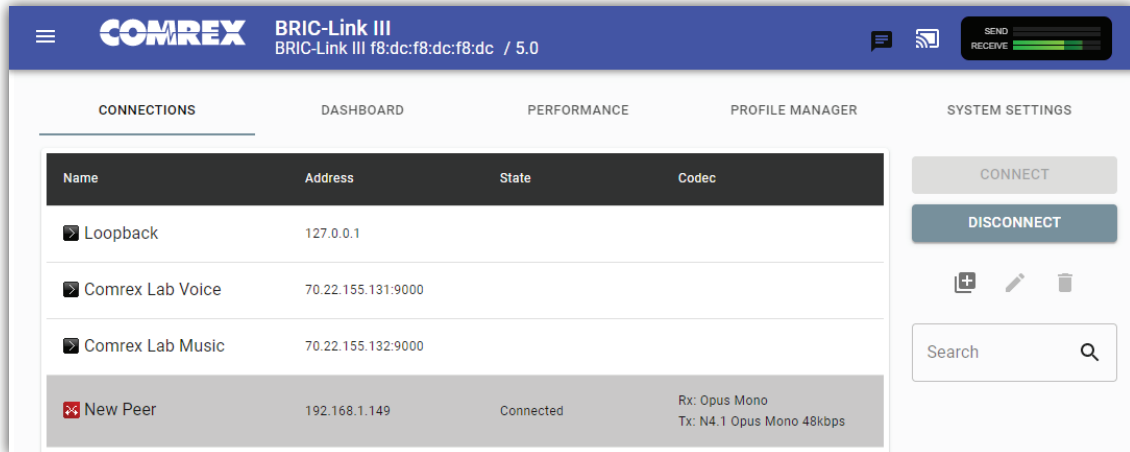 COMREX
BRIC-Link III
BRIC-Link III f8:dc:f8:dc:f8:dc / 5.0
SEND
RECEIVE
CONNECTIONS
DASHBOARD
PERFORMANCE
PROFILE MANAGER
SYSTEM SETTINGS
Name Address State Codec
Loopback 127.0.0.1
Comrex Lab Voice 70.22.155.131:9000
Comrex Lab Music 70.22.155.132:9000
New Peer 192.168.1.149 Connected Rx: Opus Mono
Tx: N4.1 Opus Mono 48kbps
CONNECT
DISCONNECT
Search